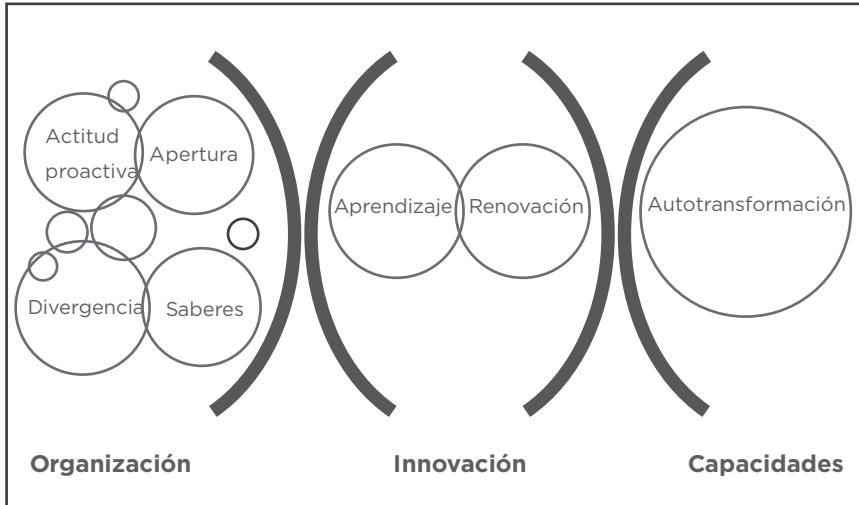 Actitud
proactiva
Apertura
Divergencia
Saberes
Aprendizaje
Renovación
Autotransformación
Organización
Innovación
Capacidades